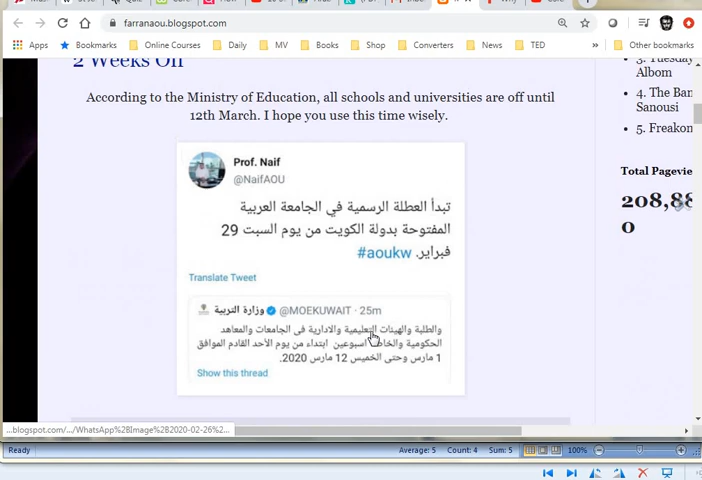 farranaou.blogspot.com
Apps
Bookmarks
Online Courses
Daily
MV
Books
Shop
Converters
News
TED
»
Other bookmarks
2 Weeks Off
According to the Ministry of Education, all schools and universities are off until
12th March. I hope you use this time wisely.
Prof. Naif
@NaifAOU
تبدأ العطلة الرسمية في الجامعة العربية
المفتوحة بدولة الكويت من يوم السبت 29
فبراير. #aoukw
Translate Tweet
وزارة التربية @MOEKUWAIT · 25m
والطلبة والهيئات التعليمية والادارية في الجامعات والمعاهد
الحكومية اسبوعين ابتداء من يوم الأحد القادم الموافق
1 مارس وحتى الخميس 12 مارس 2020.
Show this thread
3. Tuesday
Albom
4. The Ban
Sanousi
5. Freakon
Total Pagevie
208,88
0
.blogspot.com/.../WhatsApp%2BImage%2B2020-02-26%2...
Ready
Average: 5
Count: 4
Sum: 5
100%